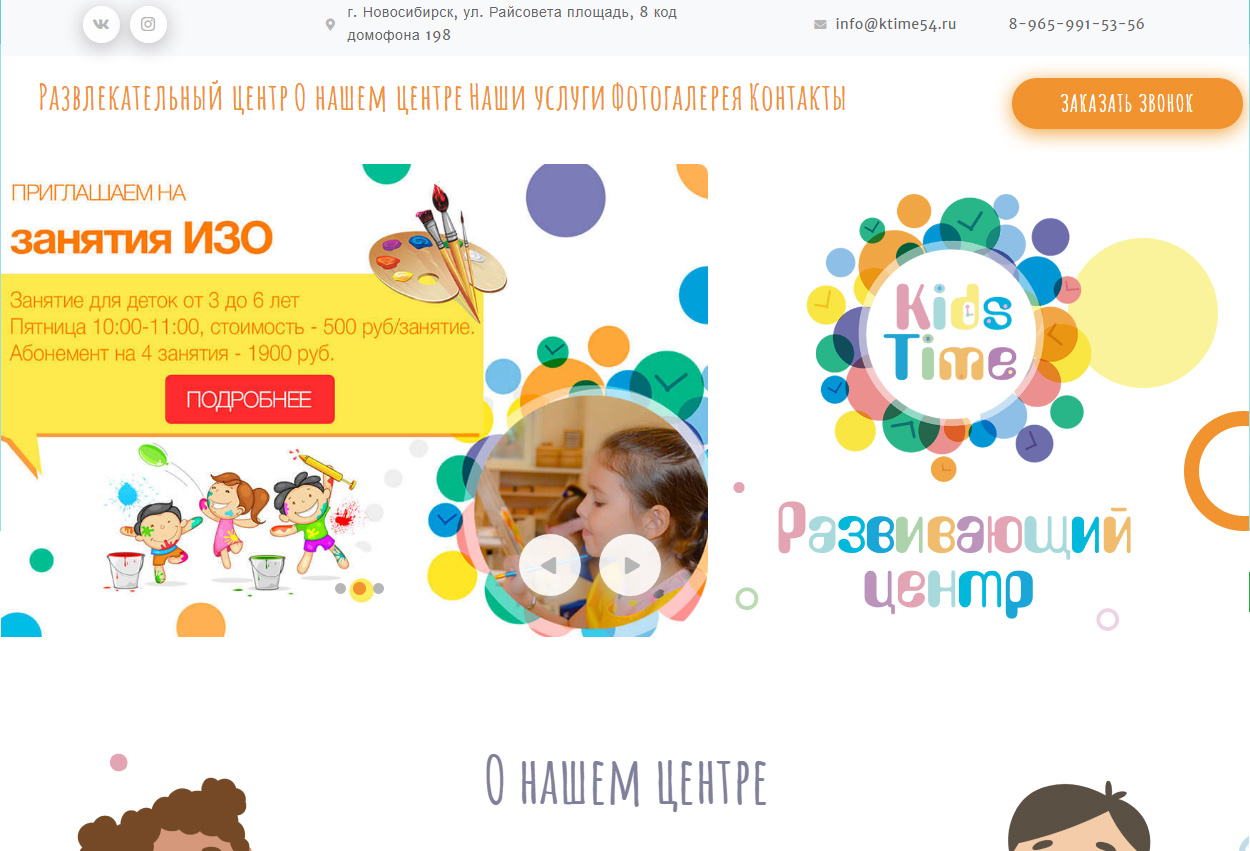 г. Новосибирск, ул. Райсовета площадь, 8 код
домофона 198
info@ktime54.ru
8-965-991-53-56
Развлекательный центр О нашем центре Наши услуги Фотогалерея Контакты
ЗАКАЗАТЬ ЗВОНОК
ПРИГЛАШАЕМ НА
занятия ИЗО
Занятие для деток от 3 до 6 лет
Пятница 10:00-11:00, стоимость - 500 руб/занятие.
Абонемент на 4 занятия - 1900 руб.
ПОДРОБНЕЕ
Kids
Time
Развивающий
центр
О нашем центре